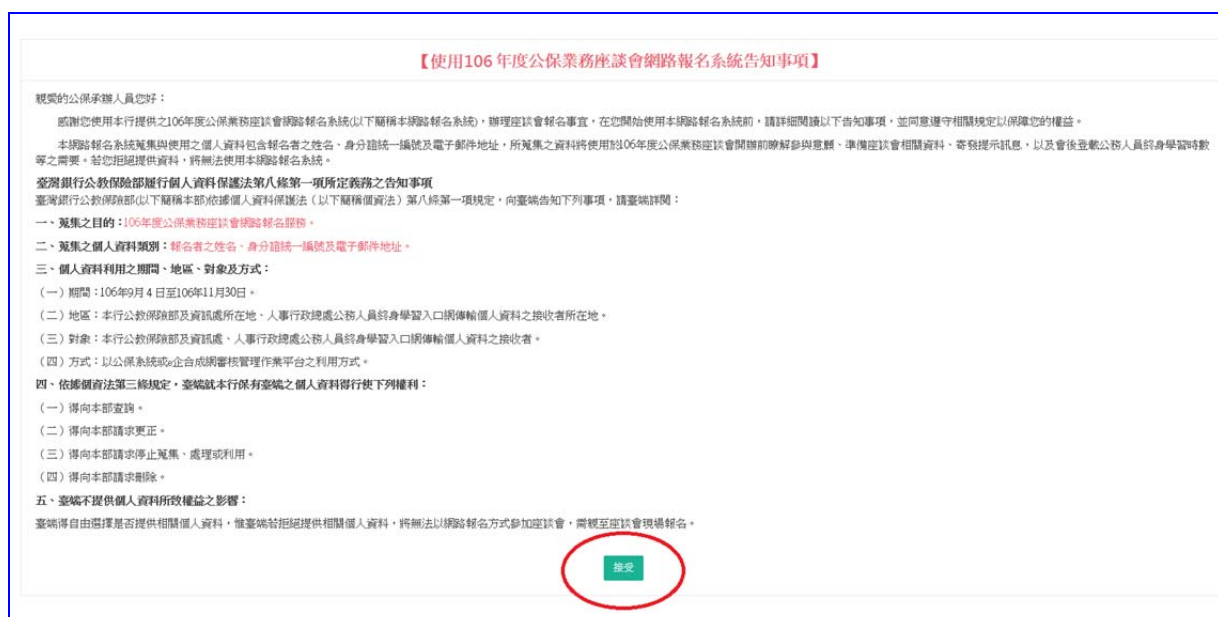 【使用106 年度公保業務座談會網路報名系統告知事項】
親愛的公保承辦人員您好：
感謝您使用本行提供之106年度公保業務座談會網路報名系統(以下簡稱本網路報名系統)，辦理座談會報名事宜，在您開始使用本網路報名系統前，請詳細閱讀以下告知事項，並同意遵守相關規定以保障您的權益。
本網路報名系統蒐集與使用之個人資料包含報名者之姓名、身分證統一編號及電子郵件地址，所蒐集之資料將使用於106年度公保業務座談會開辦前瞭解參與意願、準備座談會相關資料、寄發提示訊息，以及會後登載公務人員終身學習時數
等之需要。若您拒絕提供資料，將無法使用本網路報名系統。
臺灣銀行公教保險部履行個人資料保護法第八條第一項所定義務之告知事項
臺灣銀行公教保險部(以下簡稱本部)依據個人資料保護法（以下簡稱個資法）第八條第一項規定，向臺端告知下列事項，請臺端詳閱：
一、蒐集之目的：106年度公保業務座談會網路報名服務。
二、蒐集之個人資料類別：報名者之姓名、身分證統一編號及電子郵件地址。
三、個人資料利用之期間、地區、對象及方式：
（一）期間：106年9月 4 日至106年11月30日。
（二）地區：本行公教保險部及資訊處所在地、人事行政總處公務人員終身學習入口網傳輸個人資料之接收者所在地。
（三）對象：本行公教保險部及資訊處、人事行政總處公務人員終身學習入口網傳輸個人資料之接收者。
（四）方式：以公保系統或e企合成網審核管理作業平台之利用方式。
四、依據個資法第三條規定，臺端就本行保有臺端之個人資料得行使下列權利：
（一）得向本部查詢。
（二）得向本部請求更正。
（三）得向本部請求停止蒐集、處理或利用。
（四）得向本部請求刪除。
五、臺端不提供個人資料所致權益之影響：
臺端得自由選擇是否提供相關個人資料，惟臺端若拒絕提供相關個人資料，將無法以網路報名方式參加座談會，需親至座談會現場報名。
接受